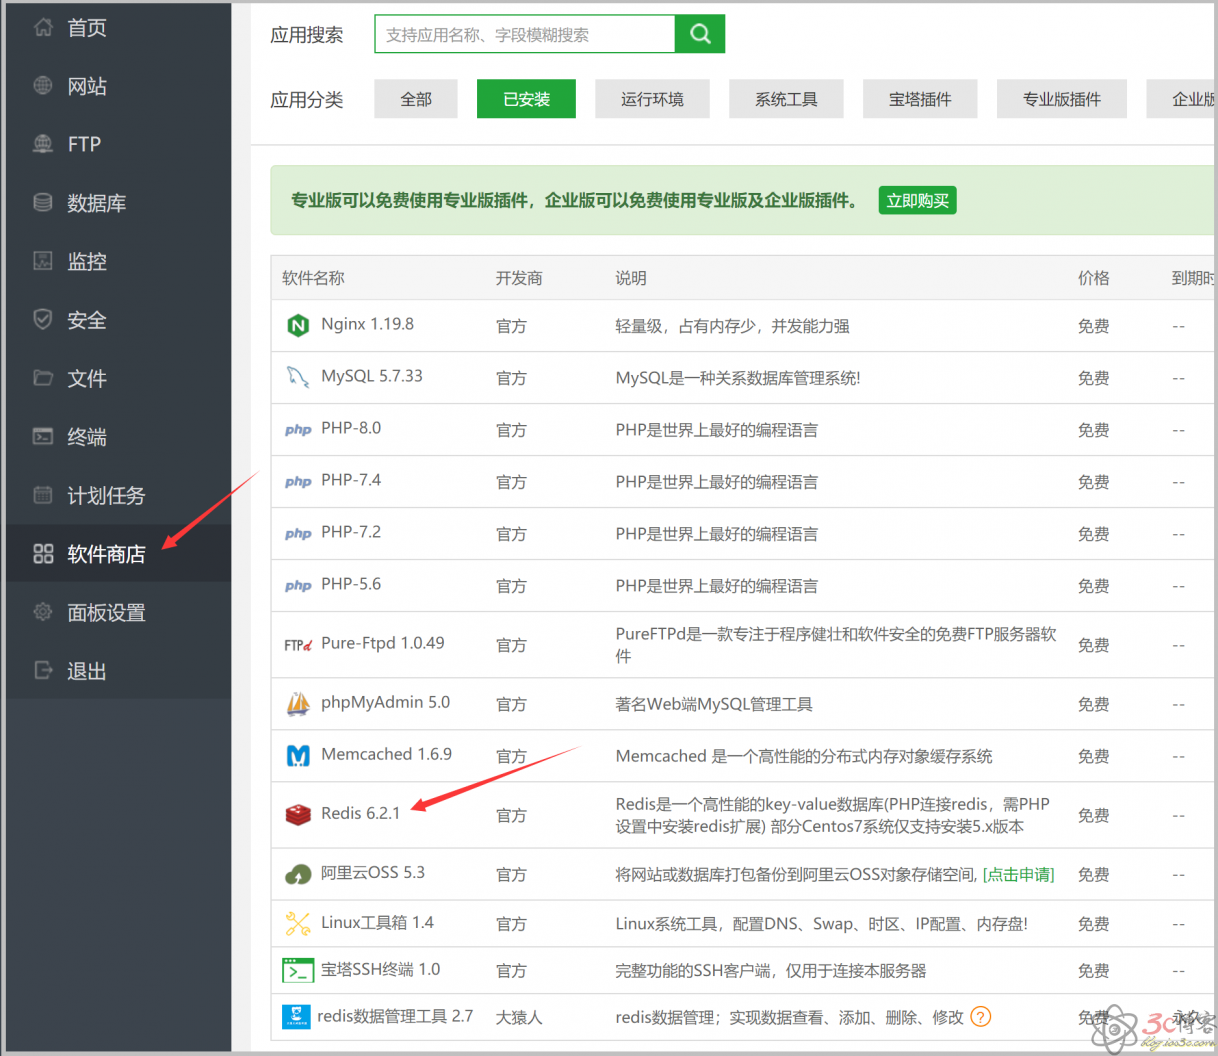 首页
网站
FTP
数据库
监控
安全
文件
终端
计划任务
软件商店
面板设置
退出
应用搜索 支持应用名称、字段模糊搜索
应用分类 全部 已安装 运行环境 系统工具 宝塔插件 专业版插件 企业版
专业版可以免费使用专业版插件，企业版可以免费使用专业版及企业版插件。 立即购买
软件名称 开发商 说明 价格 到期时
Nginx 1.19.8 官方 轻量级，占有内存少，并发能力强 免费 --
MySQL 5.7.33 官方 MySQL是一种关系数据库管理系统! 免费 --
php PHP-8.0 官方 PHP是世界上最好的编程语言 免费 --
php PHP-7.4 官方 PHP是世界上最好的编程语言 免费 --
php PHP-7.2 官方 PHP是世界上最好的编程语言 免费 --
php PHP-5.6 官方 PHP是世界上最好的编程语言 免费 --
FTPd Pure-Ftpd 1.0.49 官方 PureFTPd是一款专注于程序健壮和软件安全的免费FTP服务器软
件 免费 --
phpMyAdmin 5.0 官方 著名Web端MySQL管理工具 免费 --
Memcached 1.6.9 官方 Memcached 是一个高性能的分布式内存对象缓存系统 免费 --
Redis 6.2.1 官方 Redis是一个高性能的key-value数据库(PHP连接redis，需PHP
设置中安装redis扩展) 部分Centos7系统仅支持安装5.x版本 免费 --
阿里云OSS 5.3 官方 将网站或数据库打包备份到阿里云OSS对象存储空间, [点击申请] 免费 --
Linux工具箱 1.4 官方 Linux系统工具，配置DNS、Swap、时区、IP配置、内存盘! 免费 --
宝塔SSH终端 1.0 官方 完整功能的SSH客户端，仅用于连接本服务器 免费 --
redis数据管理工具 2.7 大猿人 redis数据管理；实现数据查看、添加、删除、修改 ? 免费 永久
3c博客
blog.ios3c.com